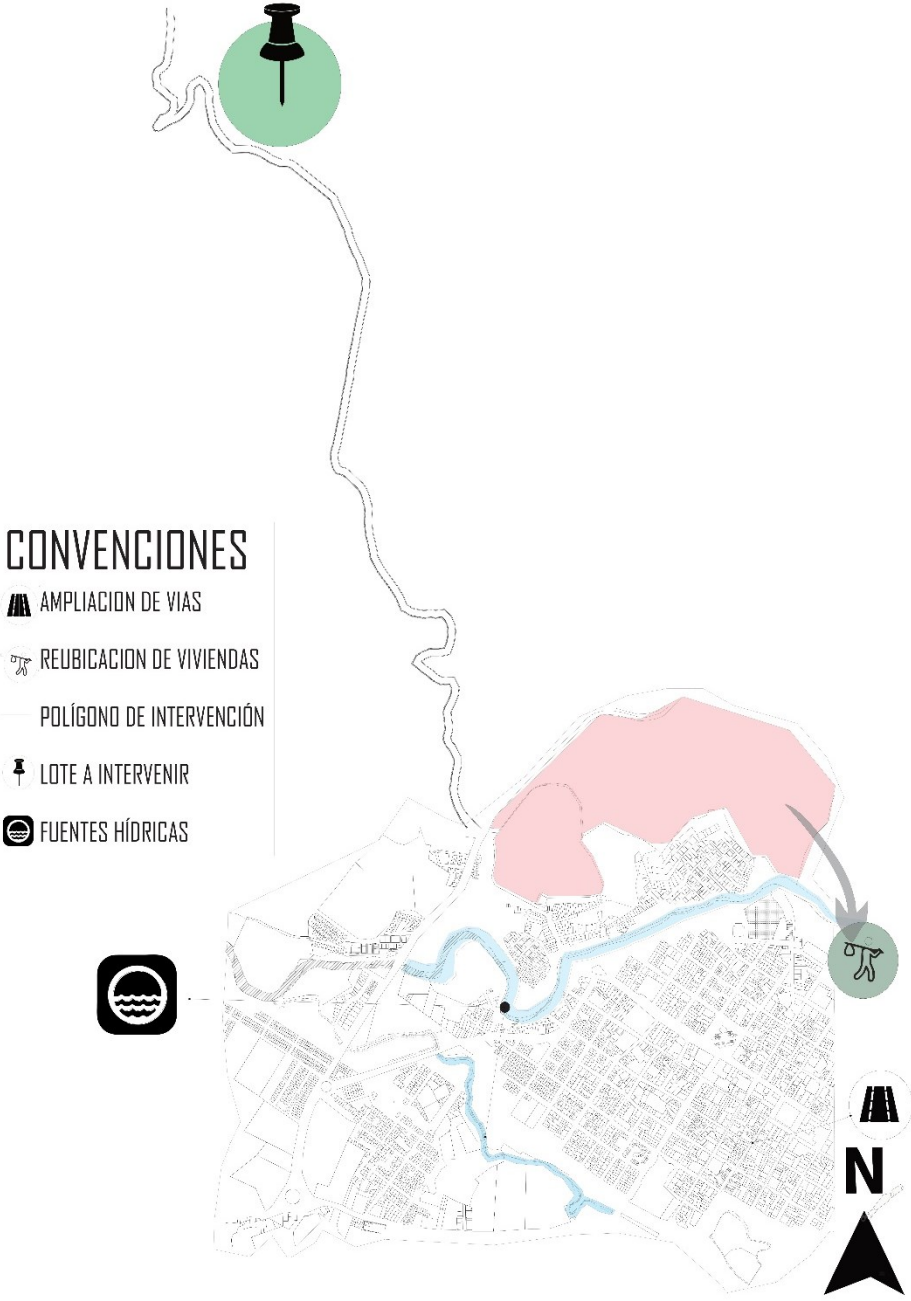 CONVENCIONES
AMPLIACION DE VIAS
REUBICACION DE VIVIENDAS
POLÍGONO DE INTERVENCIÓN
LOTE A INTERVENIR
FUENTES HÍDRICAS
N